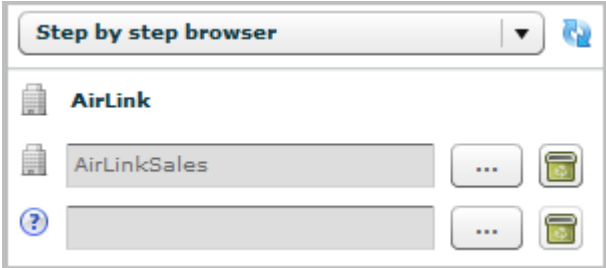 Step by step browser
AirLink
AirLinkSales
...
?
...